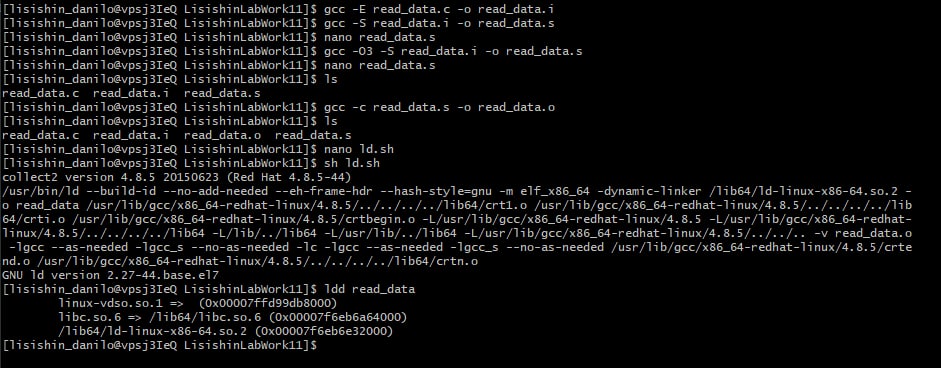 [lisishin_danilo@vpsj3IeQ LisishinLabWork11]$ gcc -E read_data.c -o read_data.i
[lisishin_danilo@vpsj3IeQ LisishinLabWork11]$ gcc -S read_data.i -o read_data.s
[lisishin_danilo@vpsj3IeQ LisishinLabWork11]$ nano read_data.s
[lisishin_danilo@vpsj3IeQ LisishinLabWork11]$ gcc -O3 -S read_data.i -o read_data.s
[lisishin_danilo@vpsj3IeQ LisishinLabWork11]$ nano read_data.s
[lisishin_danilo@vpsj3IeQ LisishinLabWork11]$ ls
read_data.c  read_data.i  read_data.s
[lisishin_danilo@vpsj3IeQ LisishinLabWork11]$ gcc -c read_data.s -o read_data.o
[lisishin_danilo@vpsj3IeQ LisishinLabWork11]$ ls
read_data.c  read_data.i  read_data.o  read_data.s
[lisishin_danilo@vpsj3IeQ LisishinLabWork11]$ nano ld.sh
[lisishin_danilo@vpsj3IeQ LisishinLabWork11]$ sh ld.sh
collect2 version 4.8.5 20150623 (Red Hat 4.8.5-44)
/usr/bin/ld --build-id --no-add-needed --eh-frame-hdr --hash-style=gnu -m elf_x86_64 -dynamic-linker /lib64/ld-linux-x86-64.so.2 -
o read_data /usr/lib/gcc/x86_64-redhat-linux/4.8.5/../../../../lib64/crt1.o /usr/lib/gcc/x86_64-redhat-linux/4.8.5/../../../../lib
64/crti.o /usr/lib/gcc/x86_64-redhat-linux/4.8.5/crtbegin.o -L/usr/lib/gcc/x86_64-redhat-linux/4.8.5 -L/usr/lib/gcc/x86_64-redhat-
linux/4.8.5/../../../../lib64 -L/lib/../lib64 -L/usr/lib/../lib64 -L/usr/lib/gcc/x86_64-redhat-linux/4.8.5/../../.. -v read_data.o
 -lgcc --as-needed -lgcc_s --no-as-needed -lc -lgcc --as-needed -lgcc_s --no-as-needed /usr/lib/gcc/x86_64-redhat-linux/4.8.5/crte
nd.o /usr/lib/gcc/x86_64-redhat-linux/4.8.5/../../../../lib64/crtn.o
GNU ld version 2.27-44.base.el7
[lisishin_danilo@vpsj3IeQ LisishinLabWork11]$ ldd read_data
linux-vdso.so.1 =>  (0x00007ffd99db8000)
libc.so.6 => /lib64/libc.so.6 (0x00007f6eb6a64000)
/lib64/ld-linux-x86-64.so.2 (0x00007f6eb6e32000)
[lisishin_danilo@vpsj3IeQ LisishinLabWork11]$